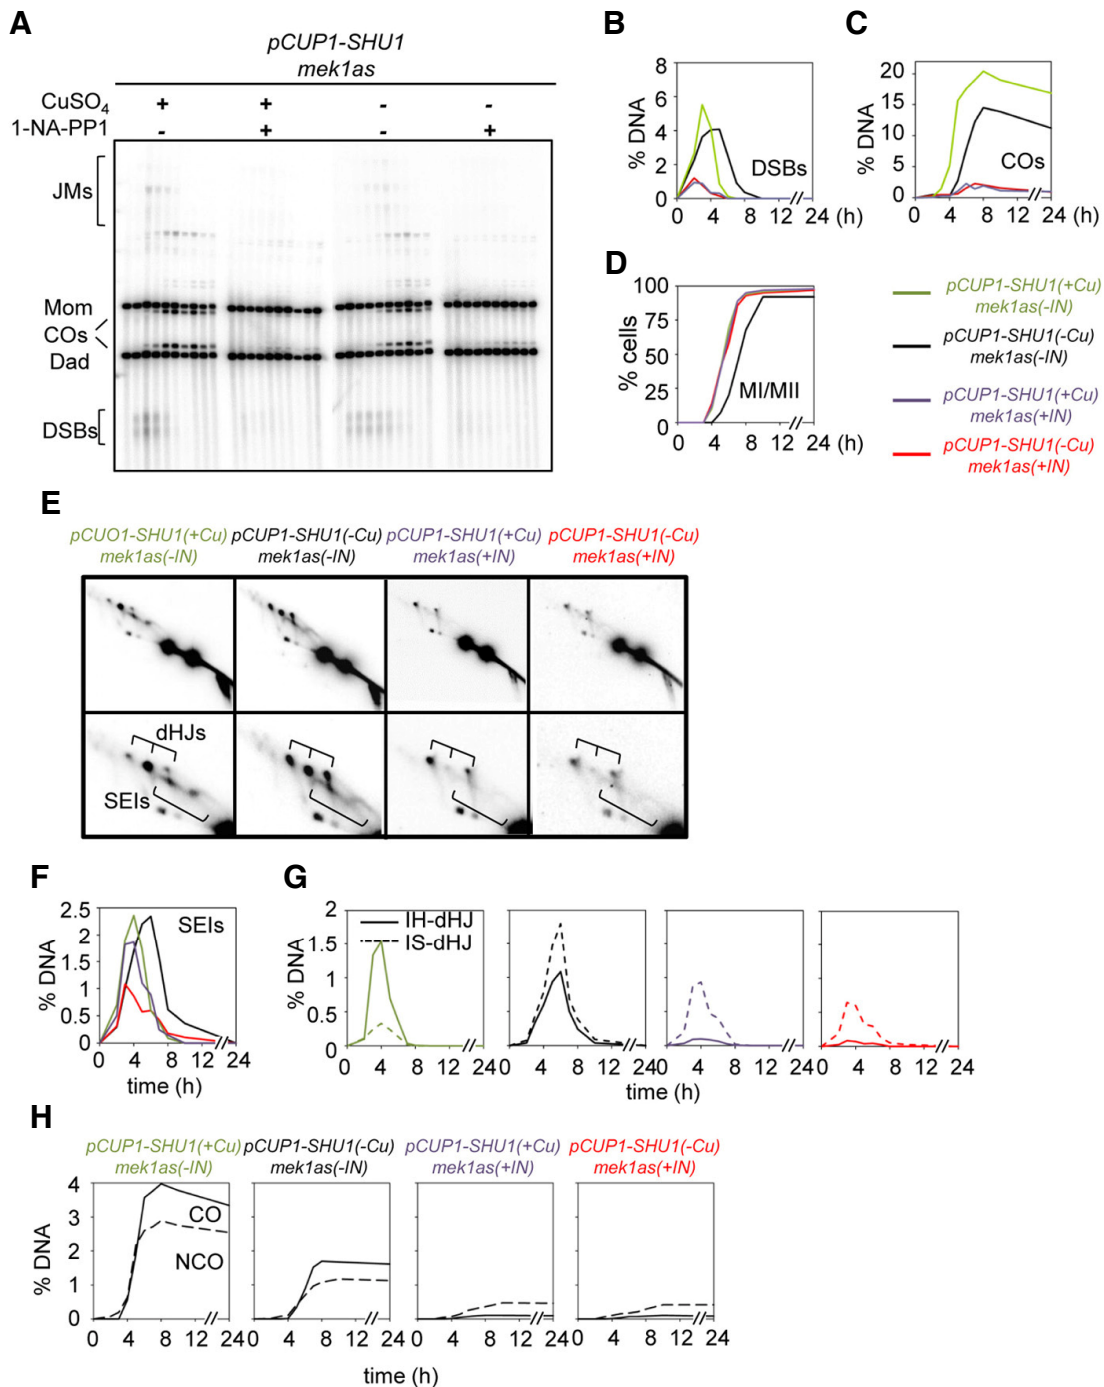 A
pCUP1-SHU1
mek1as
CuSO4 + + - -
1-NA-PP1 - + - +
JMs
Mom
COs
Dad
DSBs
B
% DNA
8
6
4
2
0
DSBs
0 4 8 12 24 (h)
C
% DNA
20
15
10
5
0
COs
0 4 8 12 24 (h)
D
% cells
100
75
50
25
0
MI/MII
0 4 8 14 24 (h)
pCUP1-SHU1(+Cu)
mek1as(-IN)
pCUP1-SHU1(-Cu)
mek1as(-IN)
pCUP1-SHU1(+Cu)
mek1as(+IN)
pCUP1-SHU1(-Cu)
mek1as(+IN)
E
pCUO1-SHU1(+Cu) pCUP1-SHU1(-Cu) pCUP1-SHU1(+Cu) pCUP1-SHU1(-Cu)
mek1as(-IN) mek1as(-IN) mek1as(+IN) mek1as(+IN)
dHJs
SEIs
F
% DNA
2.5
2
1.5
1
0.5
0
SEIs
0 4 8 12 24
time (h)
G
% DNA
2
1.5
1
0.5
0
IH-dHJ
IS-dHJ
0 4 8 12 24
0 4 8 14 24
0 4 8 12 24
0 4 8 12 24
time (h)
H
pCUP1-SHU1(+Cu) pCUP1-SHU1(-Cu) pCUP1-SHU1(+Cu) pCUP1-SHU1(-Cu)
mek1as(-IN) mek1as(-IN) mek1as(+IN) mek1as(+IN)
% DNA
4
3
2
1
0
CO
NCO
0 4 8 12 24
0 4 8 12 24
0 4 8 12 24
0 4 8 12 24
time (h)